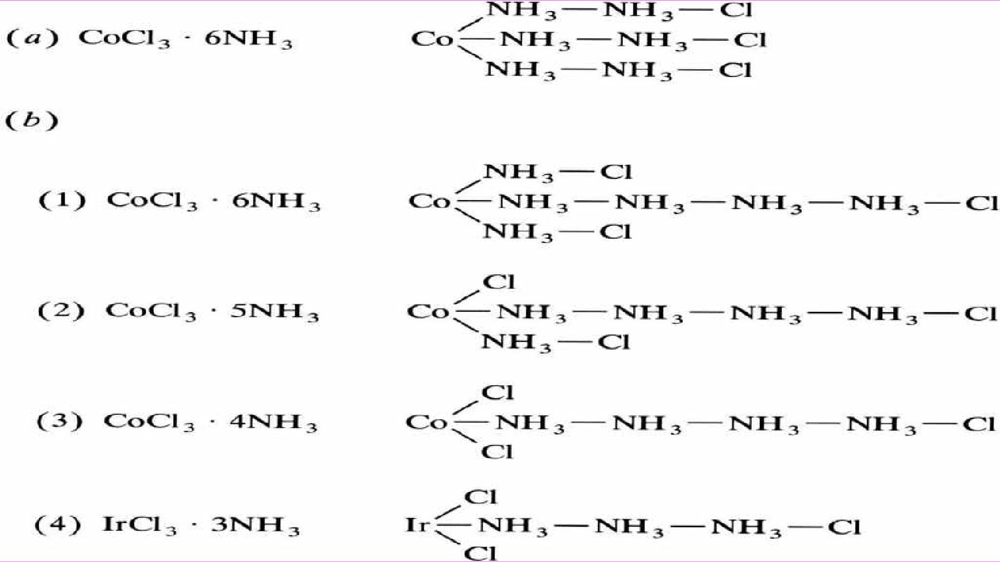 NH₃—NH₃—Cl
(a) CoCl₃ · 6NH₃ Co—NH₃—NH₃—Cl
NH₃—NH₃—Cl
(b)
NH₃—Cl
(1) CoCl₃ · 6NH₃ Co—NH₃—NH₃—NH₃—NH₃—Cl
NH₃—Cl
Cl
(2) CoCl₃ · 5NH₃ Co—NH₃—NH₃—NH₃—NH₃—Cl
NH₃—Cl
Cl
(3) CoCl₃ · 4NH₃ Co—NH₃—NH₃—NH₃—NH₃—Cl
Cl
Cl
(4) IrCl₃ · 3NH₃ Ir—NH₃—NH₃—NH₃—Cl
Cl